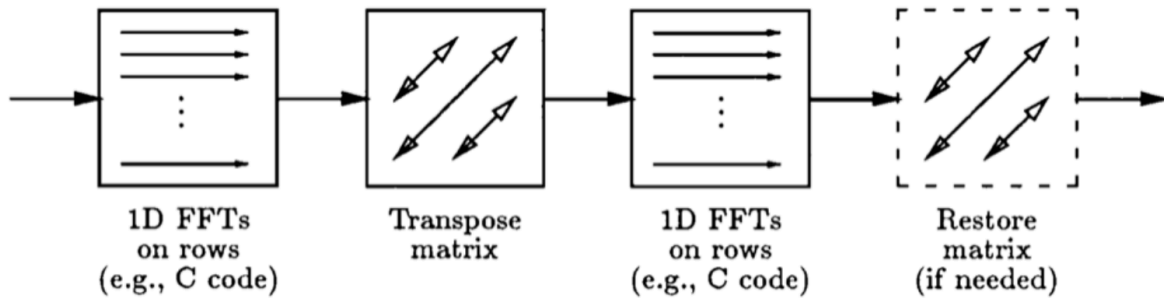 1D FFTs
on rows
(e.g., C code)
Transpose
matrix
1D FFTs
on rows
(e.g., C code)
Restore
matrix
(if needed)